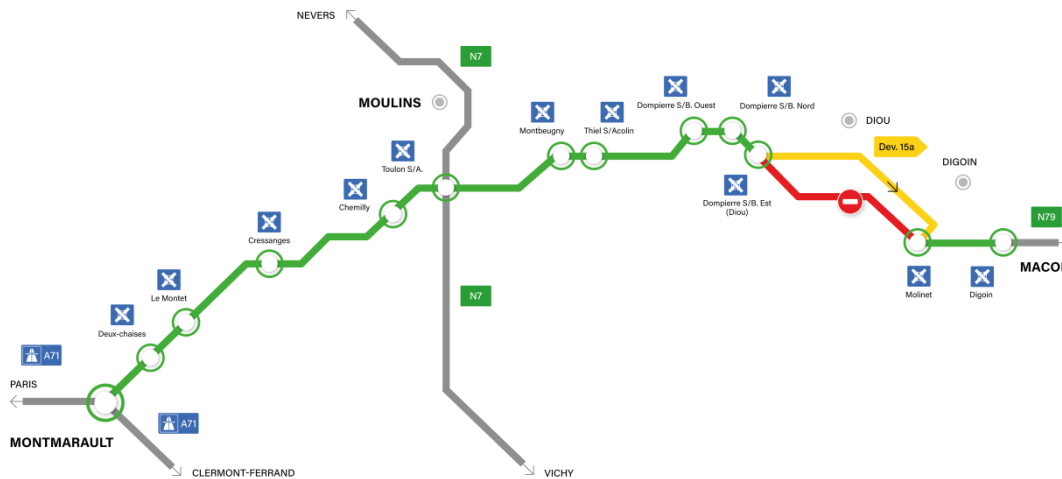 NEVERS
N7
MOULINS
Dompierre S/B. Ouest
Dompierre S/B. Nord
DIOU
Montbeugny
Thiel S/Acolin
Dev. 15a
DIGOIN
Toulon S/A.
Chemilly
Dompierre S/B. Est
(Diou)
N79
Cressanges
MACON
Le Montet
Molinet
Digoin
N7
Deux-chaises
A71
PARIS
A71
MONTMARAULT
CLERMONT-FERRAND
VICHY